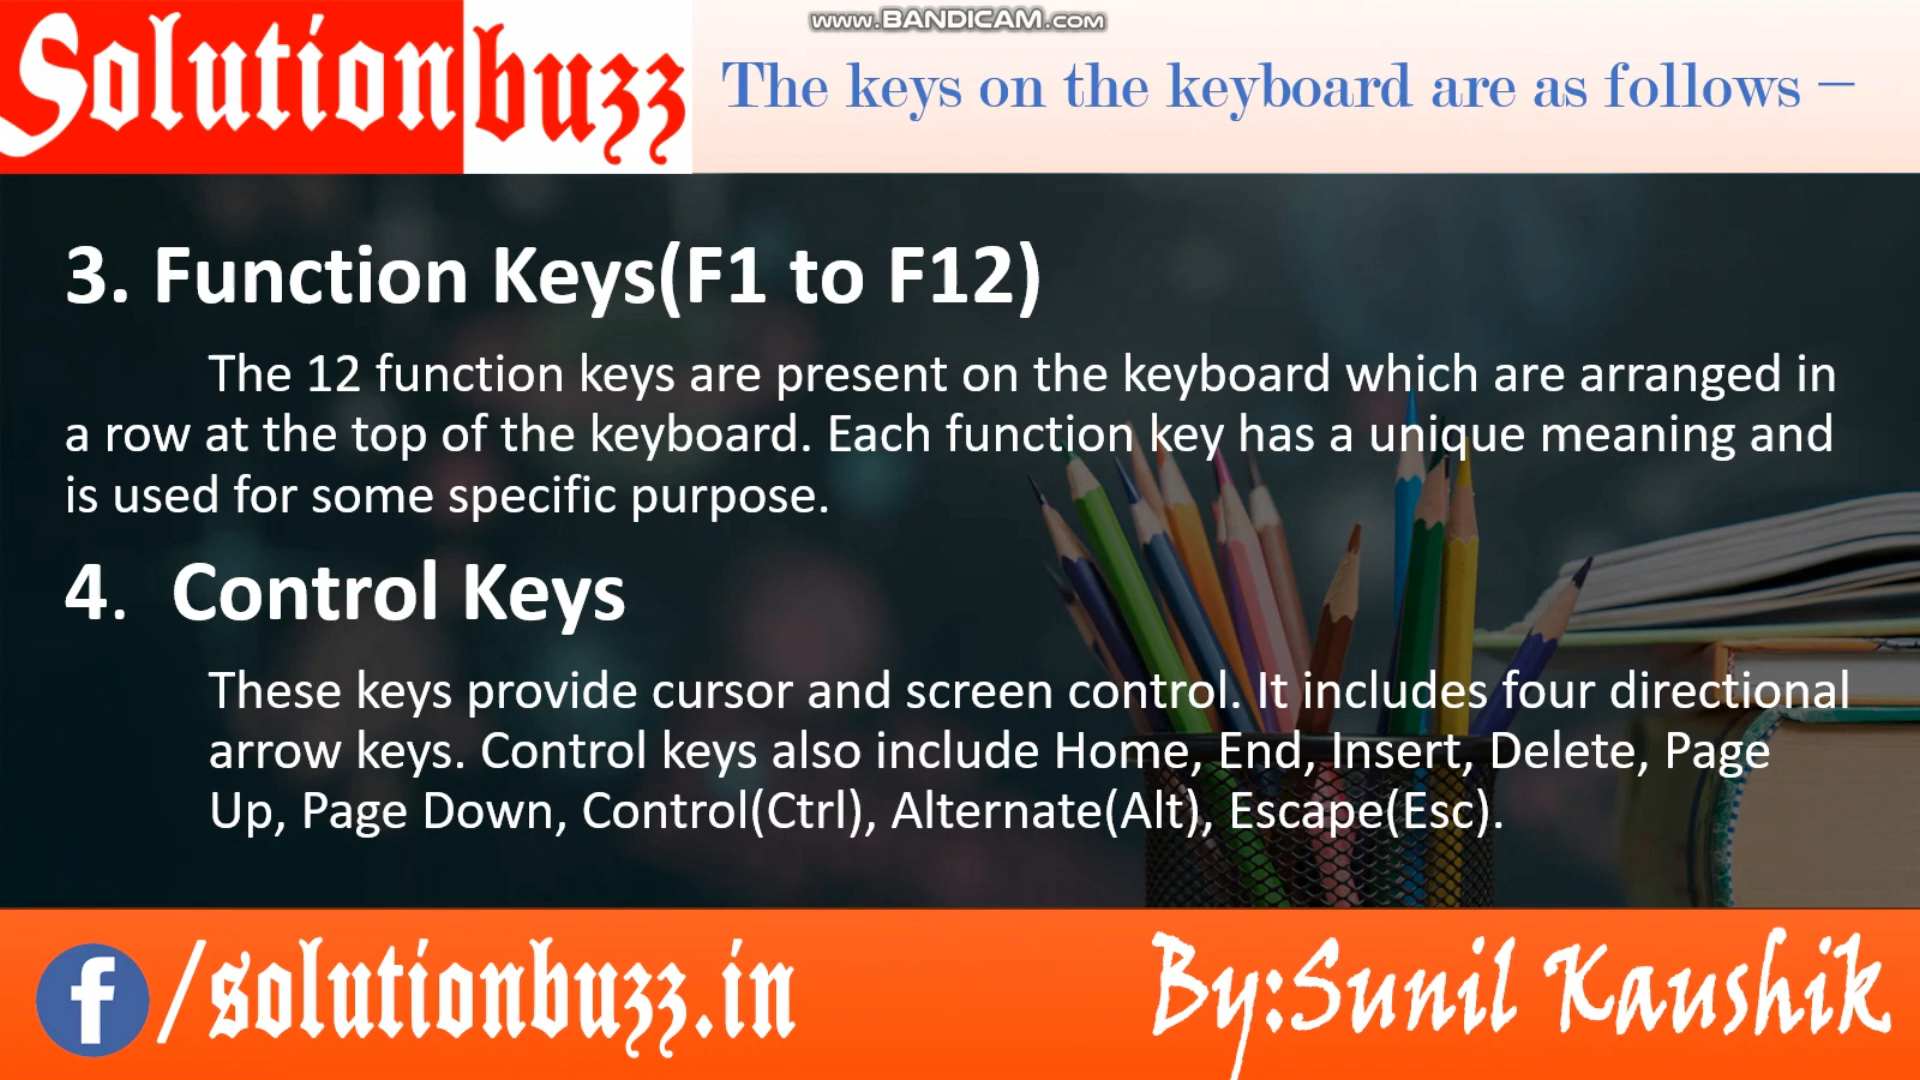 www.BANDICAM.com
Solutionbuzz
The keys on the keyboard are as follows –
3. Function Keys(F1 to F12)
The 12 function keys are present on the keyboard which are arranged in
a row at the top of the keyboard. Each function key has a unique meaning and
is used for some specific purpose.
4. Control Keys
These keys provide cursor and screen control. It includes four directional
arrow keys. Control keys also include Home, End, Insert, Delete, Page
Up, Page Down, Control(Ctrl), Alternate(Alt), Escape(Esc).
f/solutionbuzz.in
By:Sunil Kaushik